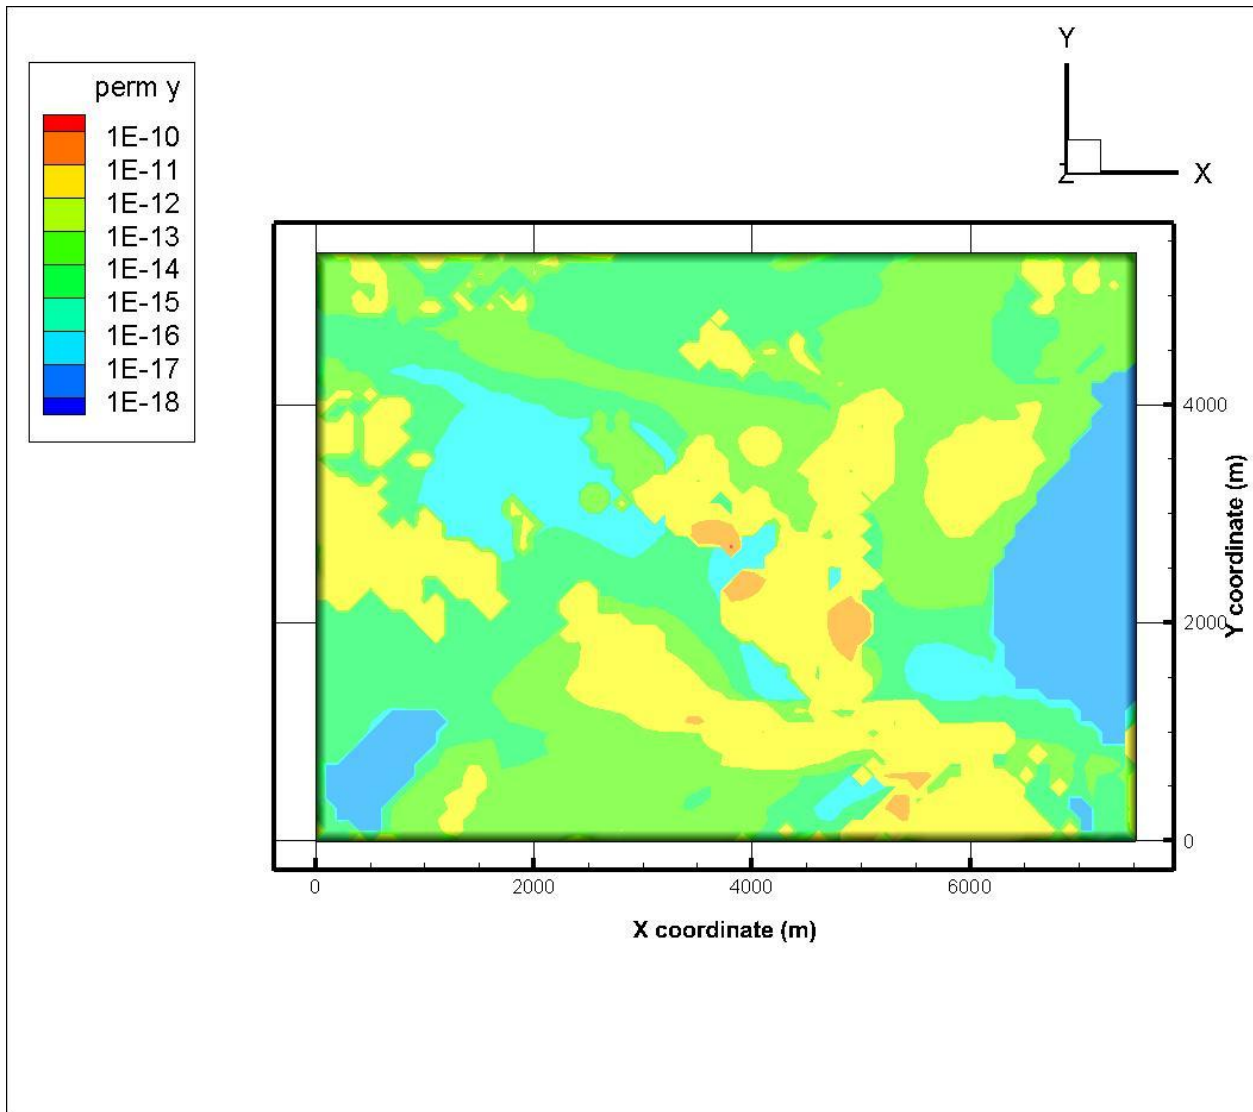 Y
perm y
1E-10
1E-11
1E-12
1E-13
1E-14
1E-15
1E-16
1E-17
1E-18
Z
X
4000
2000
0
Y coordinate (m)
0 2000 4000 6000
X coordinate (m)